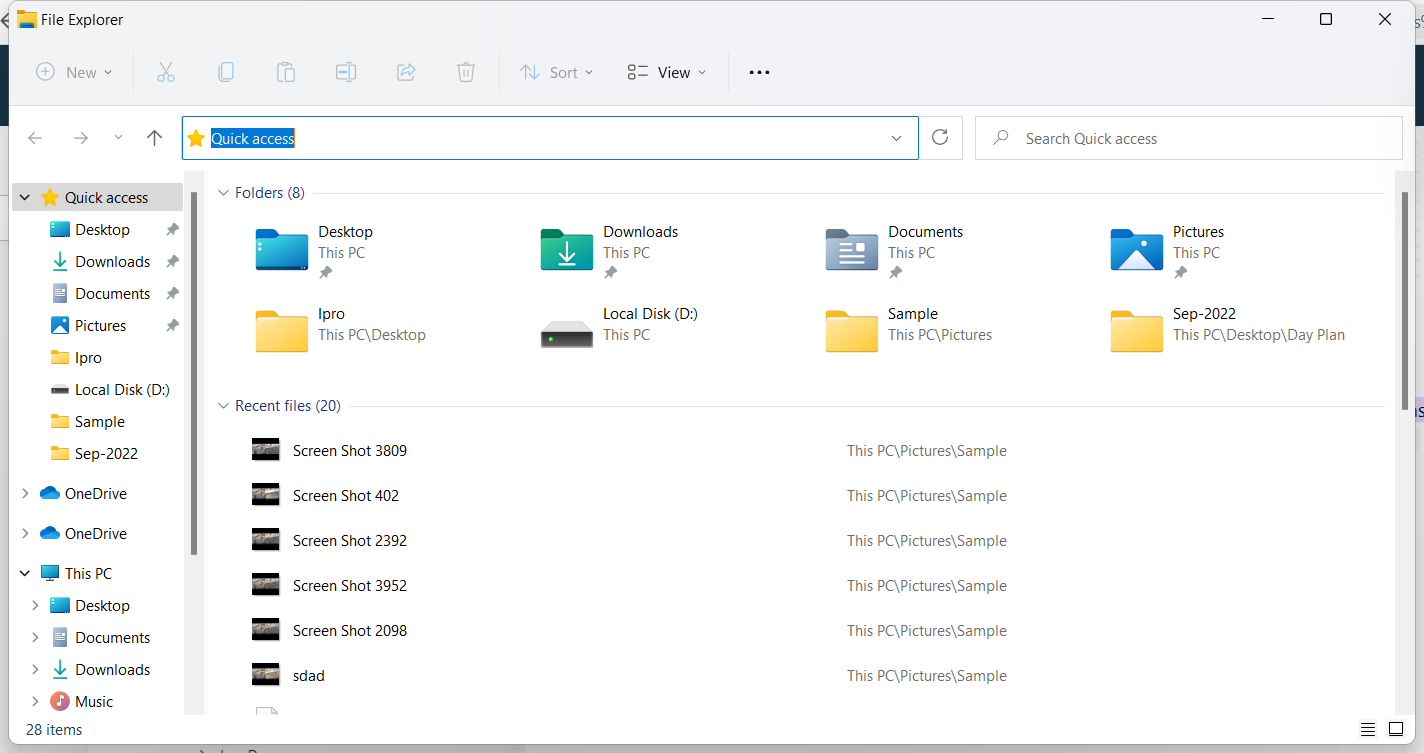 File Explorer
New
Sort
View
Quick access
Search Quick access
Quick access
Desktop
Downloads
Documents
Pictures
Ipro
Local Disk (D:)
Sample
Sep-2022
OneDrive
OneDrive
This PC
Desktop
Documents
Downloads
Music
Folders (8)
Desktop
This PC
Downloads
This PC
Documents
This PC
Pictures
This PC
Ipro
This PC\Desktop
Local Disk (D:)
This PC
Sample
This PC\Pictures
Sep-2022
This PC\Desktop\Day Plan
Recent files (20)
Screen Shot 3809 This PC\Pictures\Sample
Screen Shot 402 This PC\Pictures\Sample
Screen Shot 2392 This PC\Pictures\Sample
Screen Shot 3952 This PC\Pictures\Sample
Screen Shot 2098 This PC\Pictures\Sample
sdad This PC\Pictures\Sample
28 items